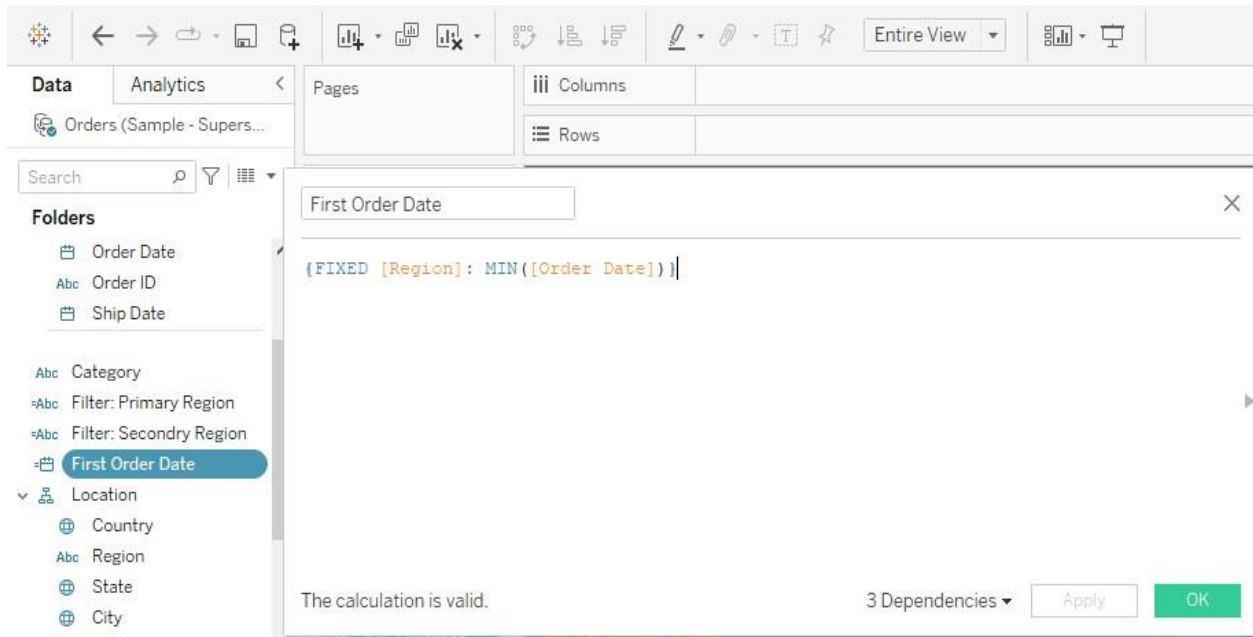 Entire View
Data
Analytics
Pages
iii Columns
Orders (Sample - Supers...
Rows
Search
First Order Date
Folders
Order Date
{FIXED [Region]: MIN([Order Date])}
Abc Order ID
Ship Date
Abc Category
=Abc Filter: Primary Region
=Abc Filter: Secondry Region
First Order Date
Location
Country
Abc Region
State
City
The calculation is valid.
3 Dependencies
Apply
OK